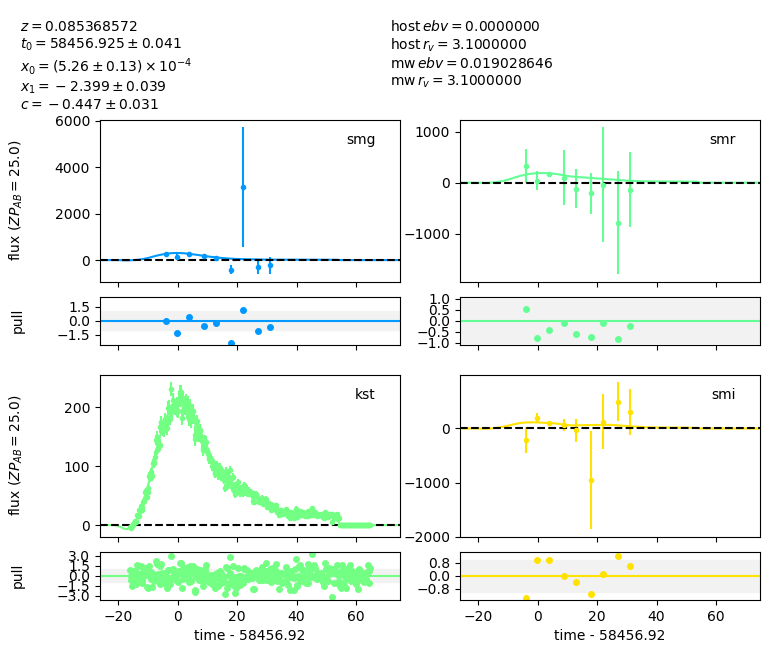 z = 0.085368572
t0 = 58456.925 ± 0.041
x0 = (5.26 ± 0.13) × 10^-4
x1 = −2.399 ± 0.039
c = −0.447 ± 0.031
host ebv = 0.0000000
host rv = 3.1000000
mw ebv = 0.019028646
mw rv = 3.1000000
flux (ZP_AB = 25.0)
6000
4000
2000
0
smg
1000
0
−1000
smr
pull
1.5
0.0
−1.5
1.0
0.5
0.0
−0.5
−1.0
flux (ZP_AB = 25.0)
200
100
0
kst
0
−1000
−2000
smi
pull
3.0
1.5
0.0
−1.5
−3.0
0.8
0.0
−0.8
−20 0 20 40 60
time - 58456.92
−20 0 20 40 60
time - 58456.92